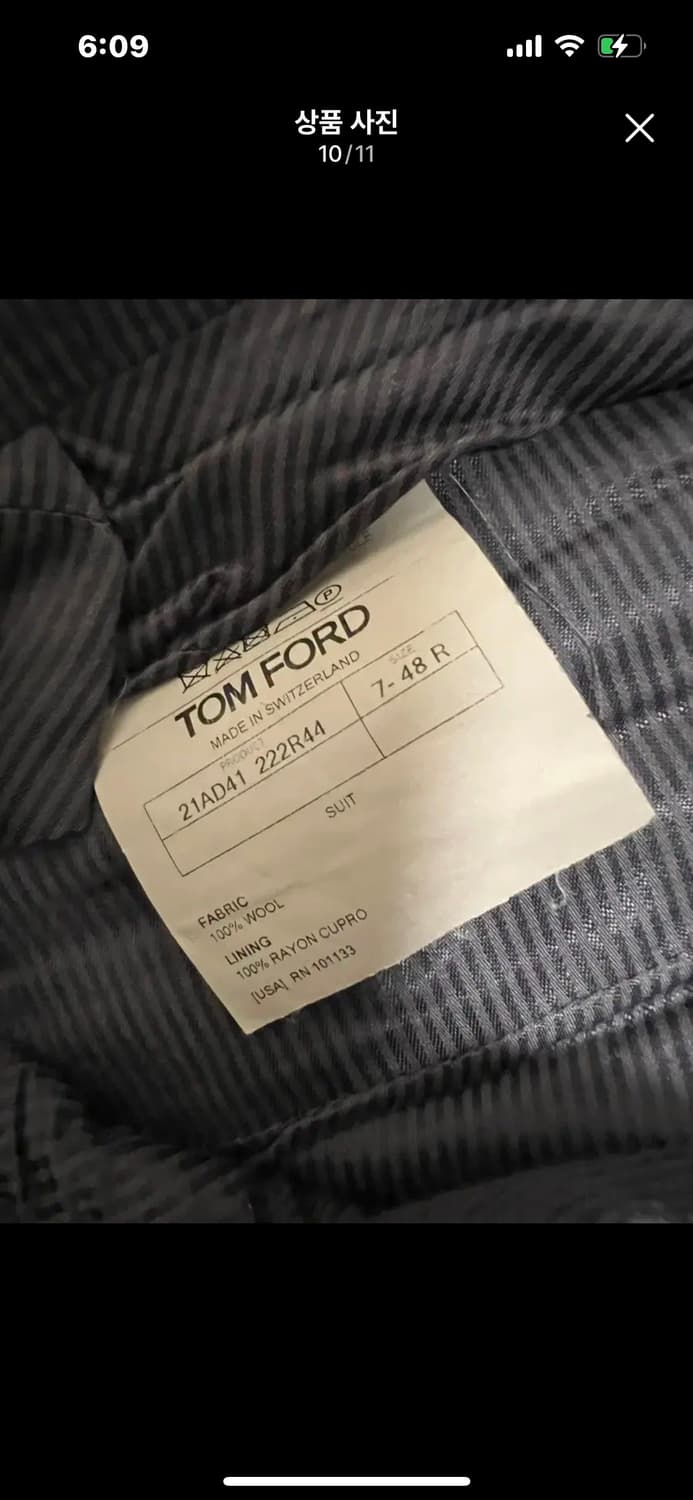 6:09
상품 사진
10/11
P
TOM FORD
MADE IN SWITZERLAND
PRODUCT
SIZE
21AD41 222R44
7- 48 R
SUIT
FABRIC
100% WOOL
LINING
100% RAYON CUPRO
[USA] RN 101133